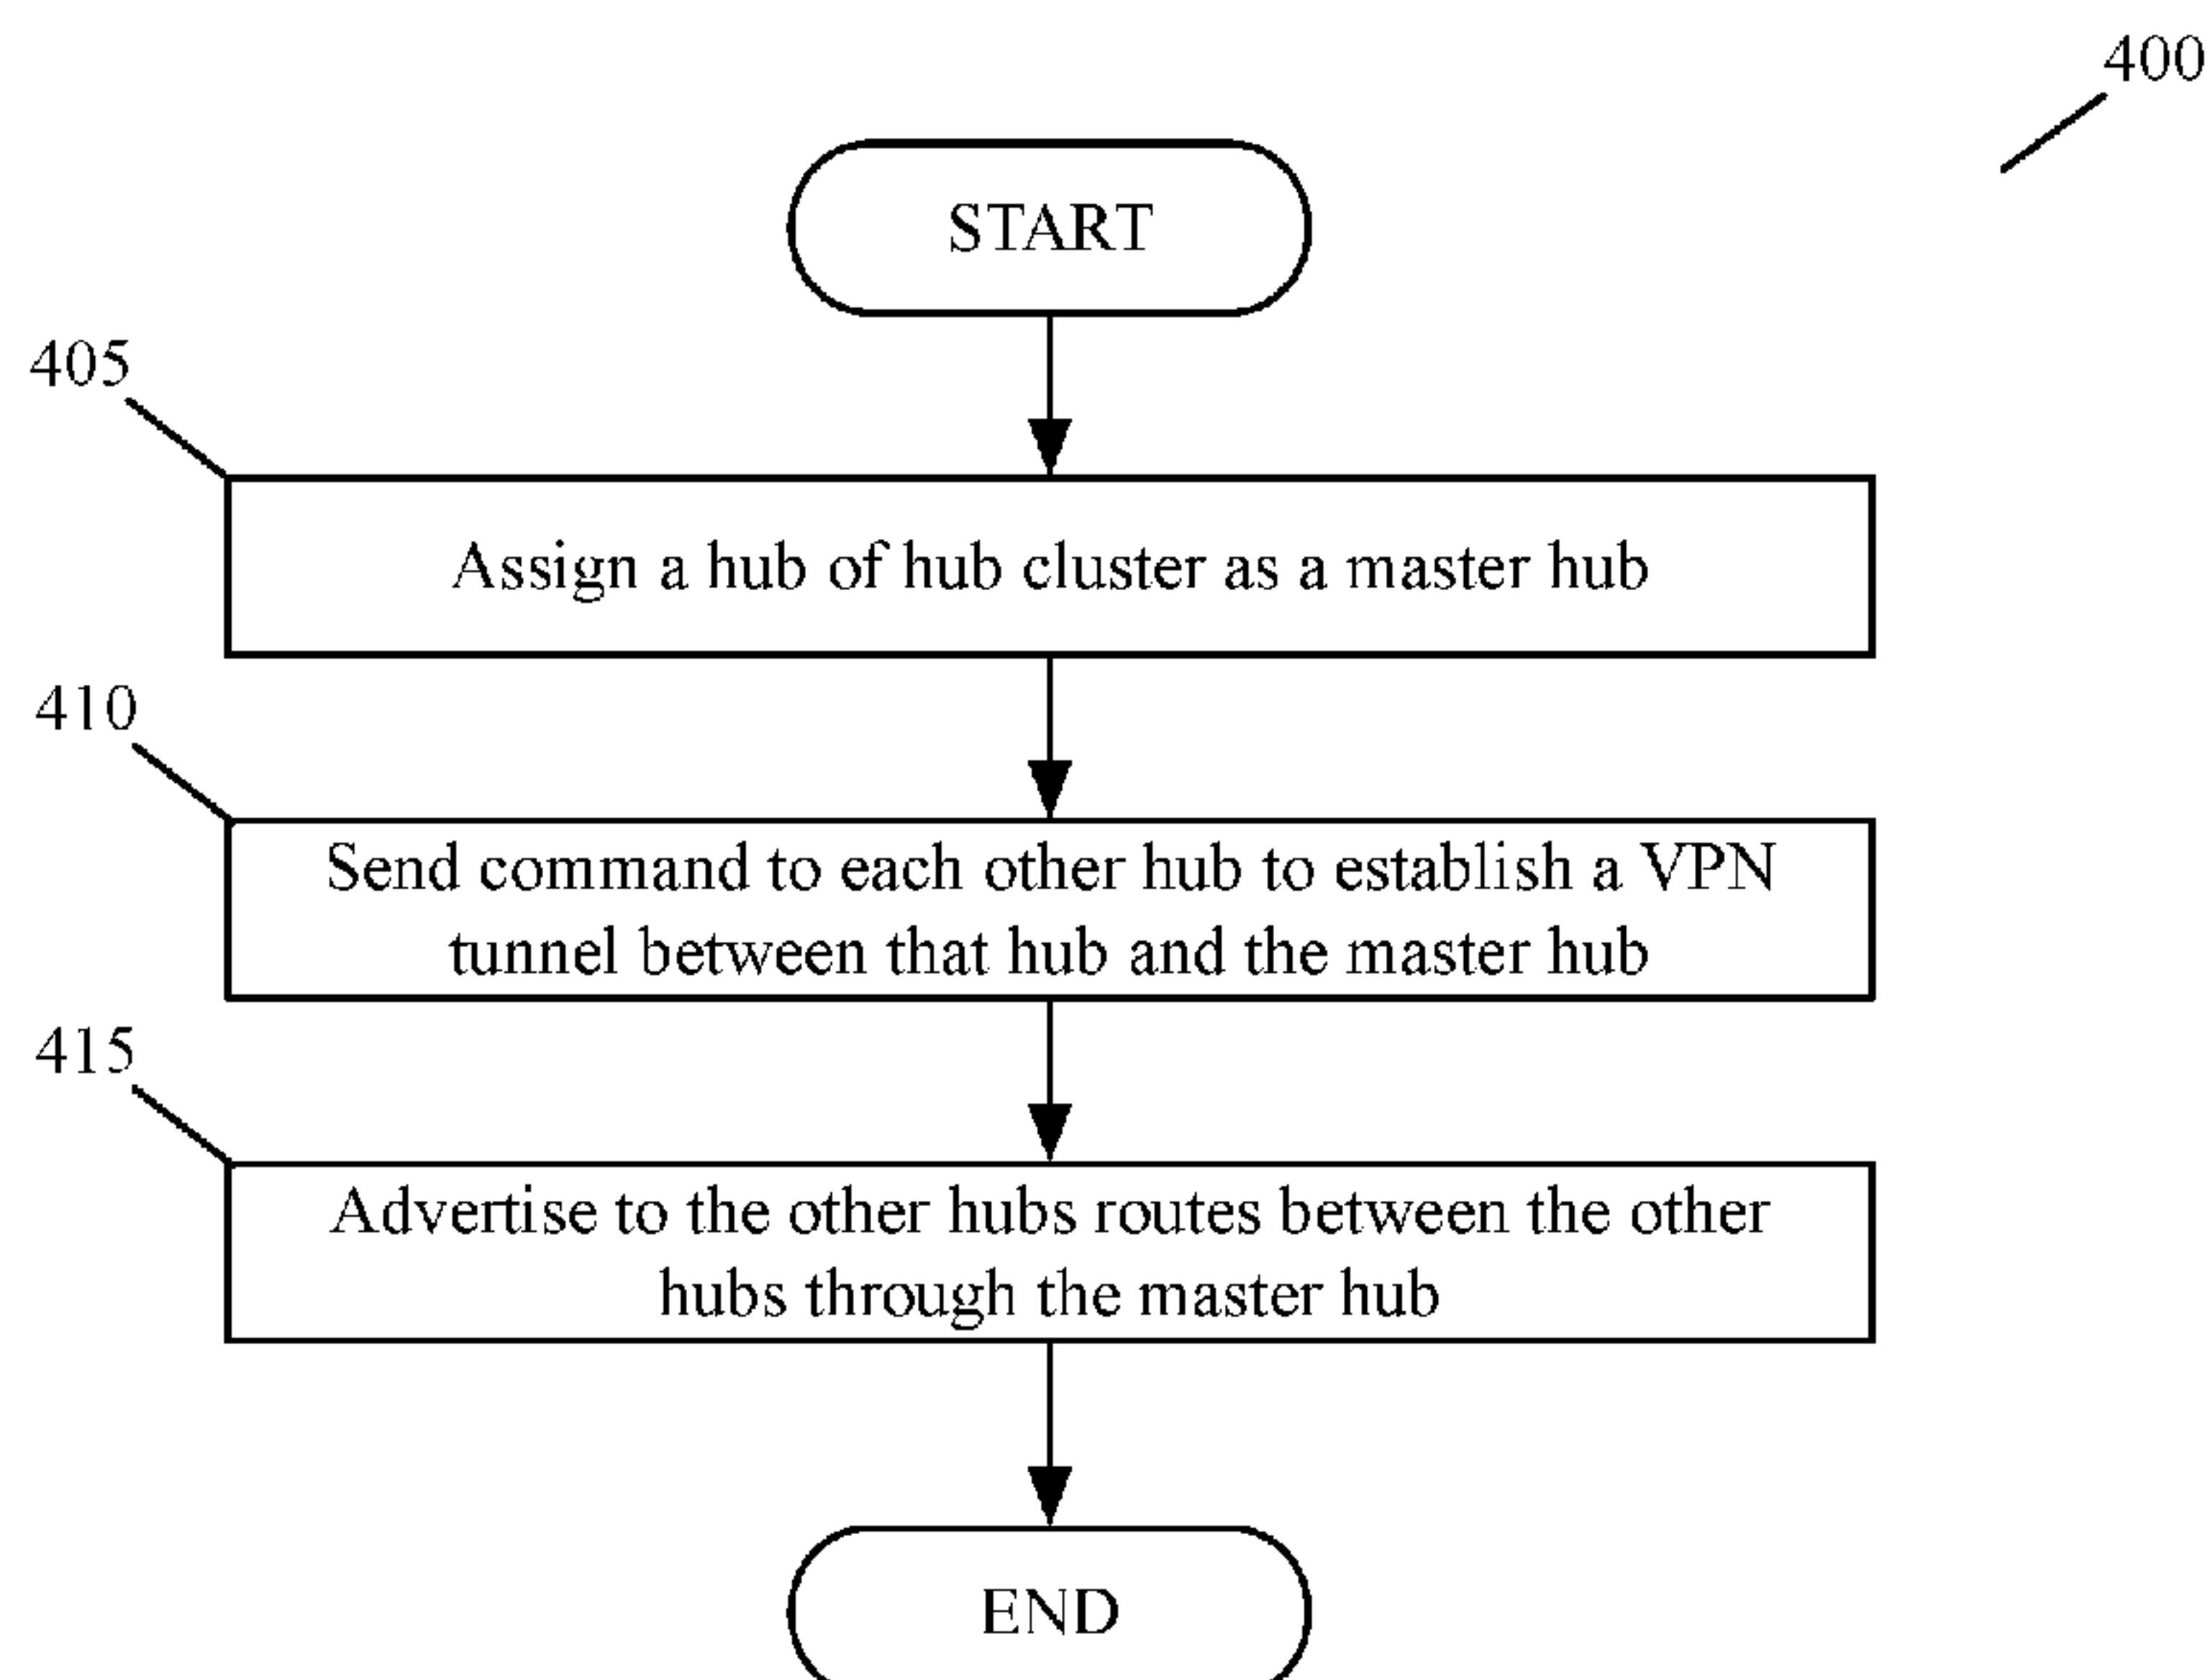 400
START
405
Assign a hub of hub cluster as a master hub
410
Send command to each other hub to establish a VPN
tunnel between that hub and the master hub
415
Advertise to the other hubs routes between the other
hubs through the master hub
END